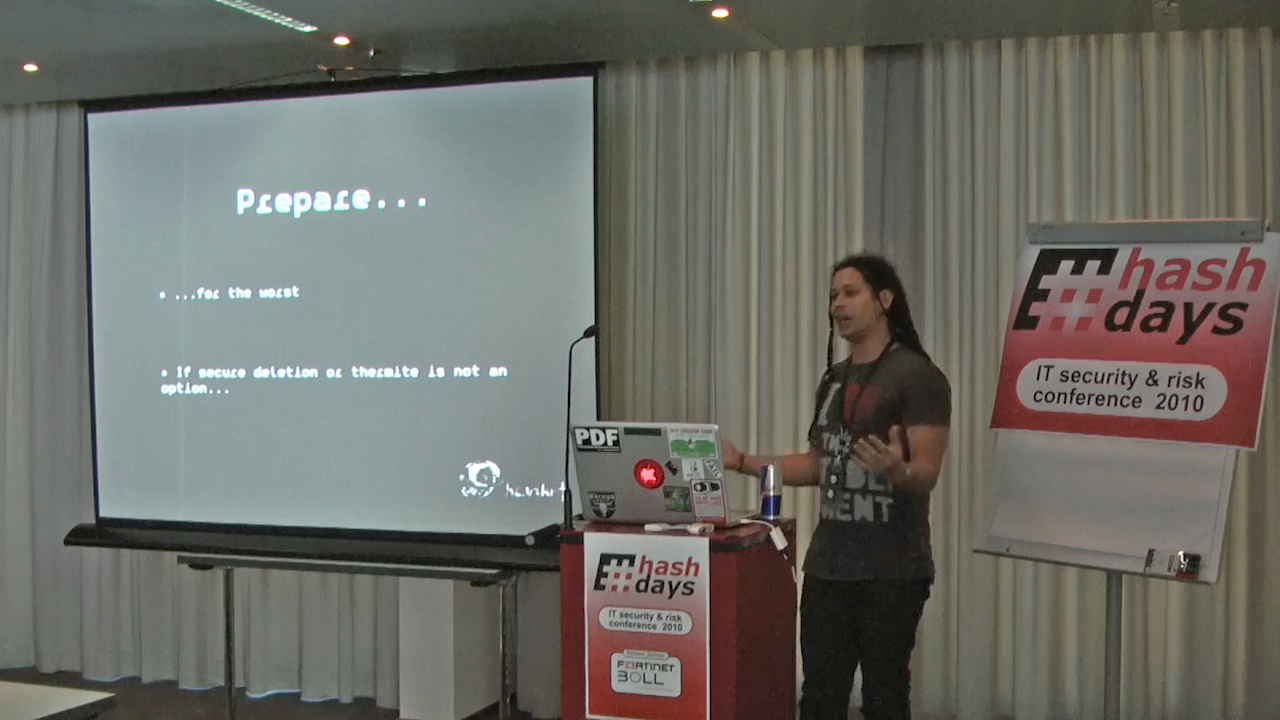 Prepare...
...for the worst
If secure deletion or thermite is not an
option...
PDF
hash
days
IT security & risk
conference 2010
hash
days
IT security & risk
conference 2010
FORTINET
BOLL